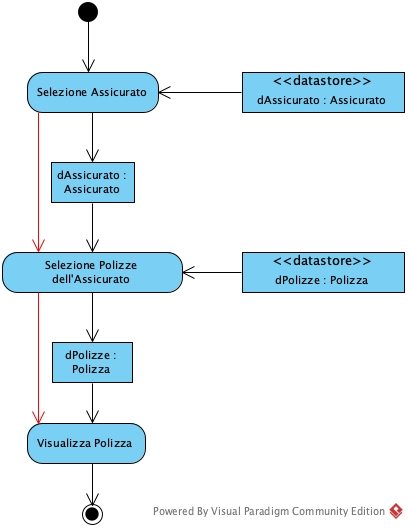 Selezione Assicurato
<<datastore>>
dAssicurato : Assicurato
dAssicurato :
Assicurato
Selezione Polizze
dell'Assicurato
<<datastore>>
dPolizze : Polizza
dPolizze :
Polizza
Visualizza Polizza
Powered By Visual Paradigm Community Edition